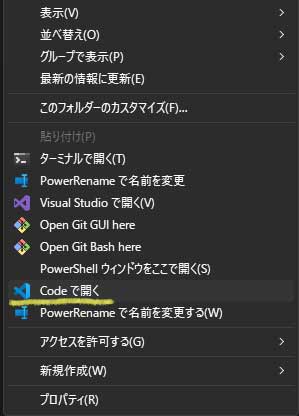 表示(V)
並べ替え(O)
グループで表示(P)
最新の情報に更新(E)
このフォルダーのカスタマイズ(F)...
貼り付け(P)
ターミナルで開く(T)
PowerRename で名前を変更
Visual Studio で開く(V)
Open Git GUI here
Open Git Bash here
PowerShell ウィンドウをここで開く(S)
Code で開く
PowerRename で名前を変更する(W)
アクセスを許可する(G)
新規作成(W)
プロパティ(R)